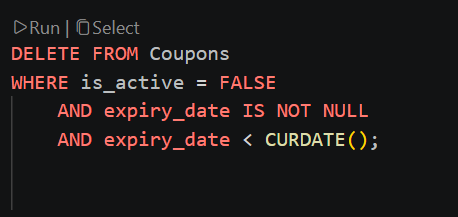 Run | Select
DELETE FROM Coupons
WHERE is_active = FALSE
    AND expiry_date IS NOT NULL
    AND expiry_date < CURDATE();